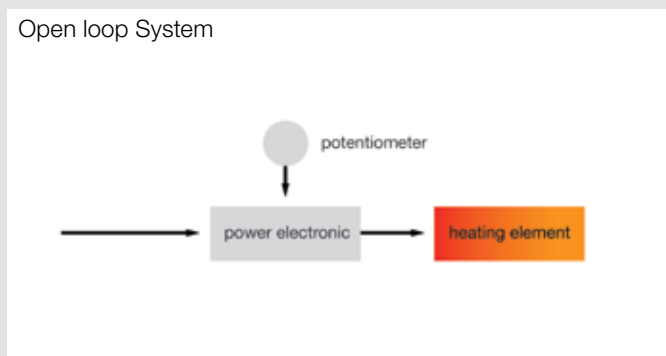 Open loop System
potentiometer
power electronic
heating element